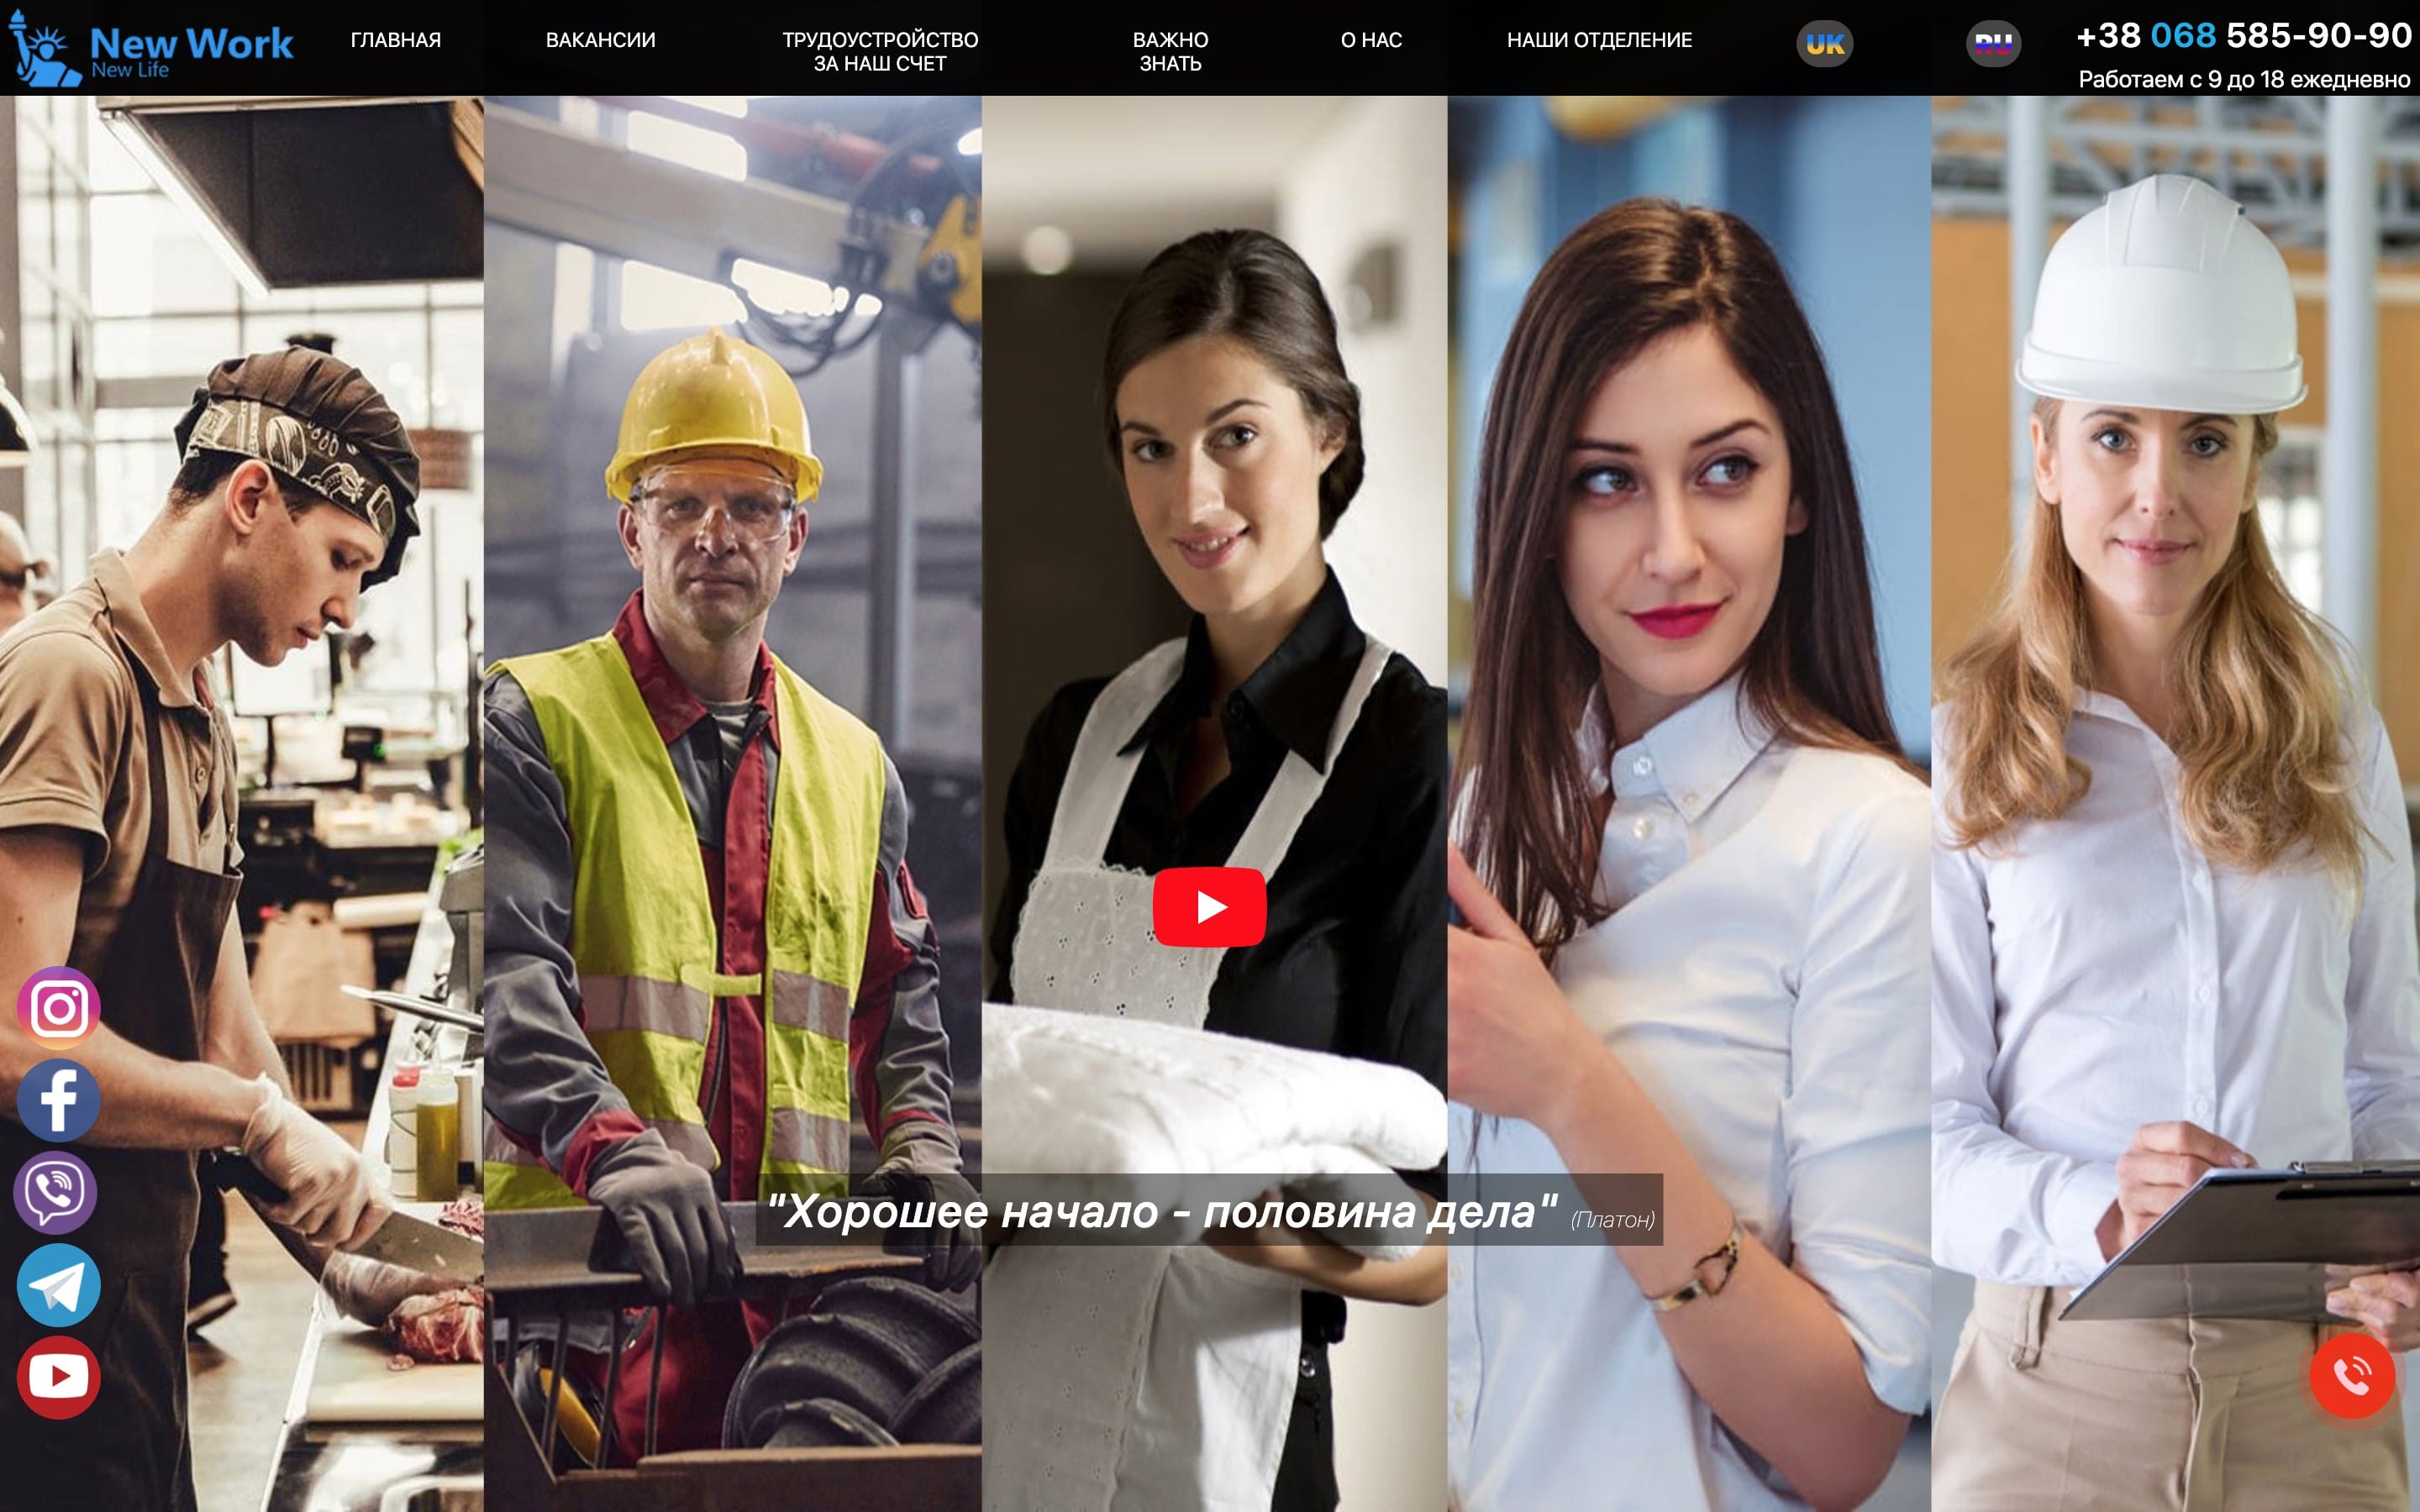 New Work
New Life
ГЛАВНАЯ
ВАКАНСИИ
ТРУДОУСТРОЙСТВО
ЗА НАШ СЧЕТ
ВАЖНО
ЗНАТЬ
О НАС
НАШИ ОТДЕЛЕНИЕ
UK
RU
+38 068 585-90-90
Работаем с 9 до 18 ежедневно
"Хорошее начало - половина дела" (Платон)